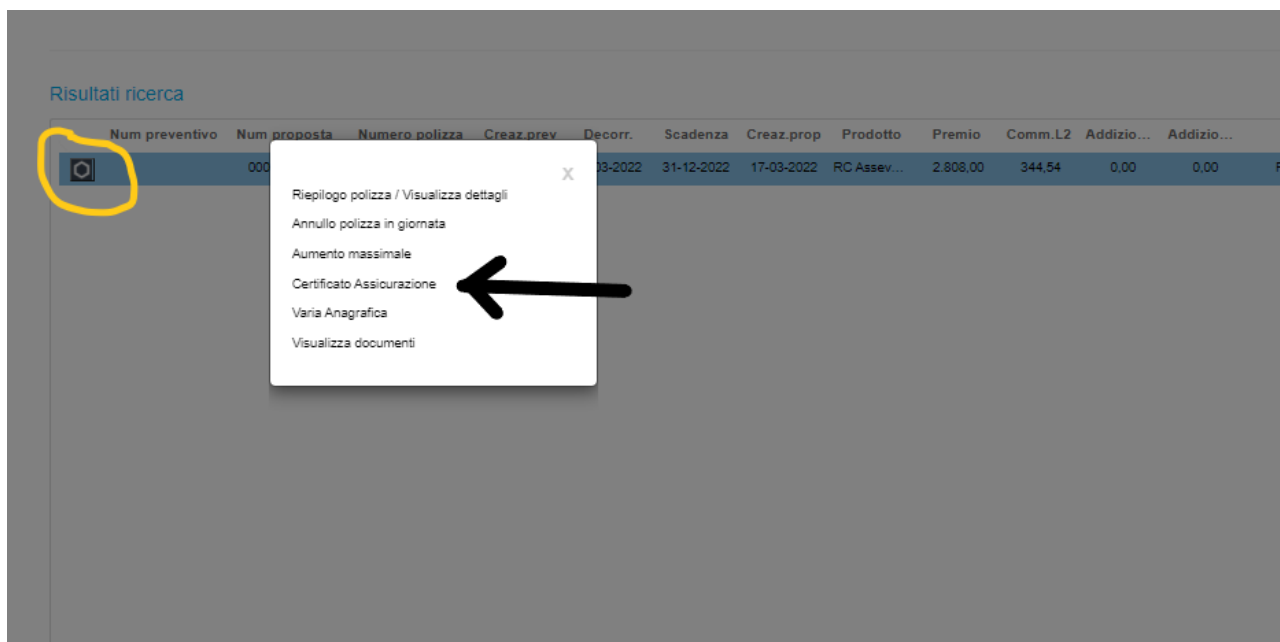 Risultati ricerca
Num preventivo Num proposta Numero polizza Creaz.prev Decorr. Scadenza Creaz.prop Prodotto Premio Comm.L2 Addizio... Addizio...
000 03-2022 31-12-2022 17-03-2022 RC Assev... 2.808,00 344,54 0,00 0,00
X
Riepilogo polizza / Visualizza dettagli
Annullo polizza in giornata
Aumento massimale
Certificato Assicurazione
Varia Anagrafica
Visualizza documenti